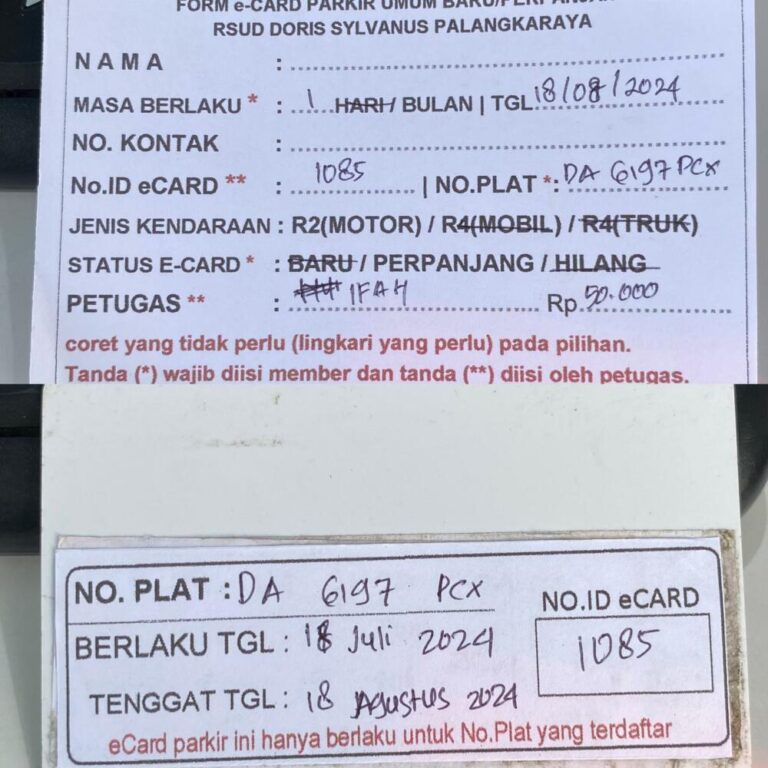 FORM e-CARD PARKIR UMUM BARU/PERPANJANG
RSUD DORIS SYLVANUS PALANGKARAYA
NAMA :
MASA BERLAKU * : 1 HARI / BULAN | TGL 18/08/2024
NO. KONTAK :
No.ID eCARD ** : 1085 | NO.PLAT *: DA 6197 PCX
JENIS KENDARAAN : R2(MOTOR) / R4(MOBIL) / R4(TRUK)
STATUS E-CARD * : BARU / PERPANJANG / HILANG
PETUGAS ** : IFAH Rp. 50.000
coret yang tidak perlu (lingkari yang perlu) pada pilihan.
Tanda (*) wajib diisi member dan tanda (**) diisi oleh petugas.
NO. PLAT : DA 6197 PCX
NO.ID eCARD
BERLAKU TGL : 18 Juli 2024
1085
TENGGAT TGL : 18 Agustus 2024
eCard parkir ini hanya berlaku untuk No.Plat yang terdaftar